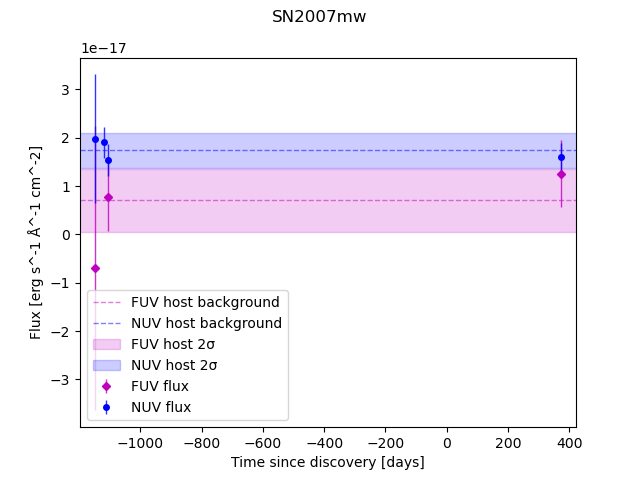 SN2007mw
1e−17
3
2
1
0
−1
−2
−3
Flux [erg s^-1 Å^-1 cm^-2]
FUV host background
NUV host background
FUV host 2σ
NUV host 2σ
FUV flux
NUV flux
−1000 −800 −600 −400 −200 0 200 400
Time since discovery [days]